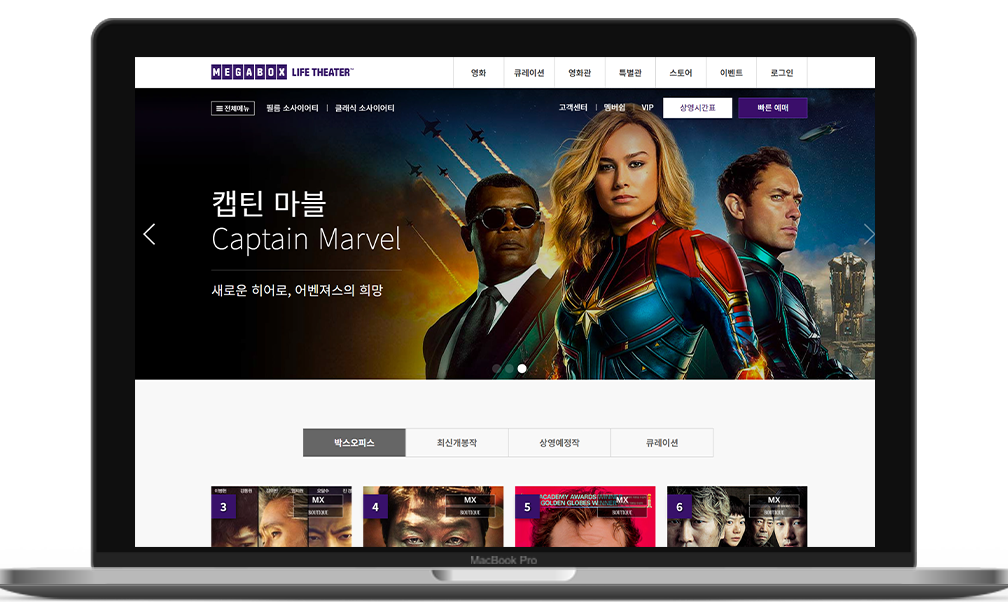 MEGABOX LIFE THEATER™
영화 큐레이션 영화관 특별관 스토어 이벤트 로그인
전체메뉴 필름 소사이어티 | 클래식 소사이어티 고객센터 | 멤버쉽 | VIP 상영시간표 빠른 예매
캡틴 마블
Captain Marvel
새로운 히어로, 어벤져스의 희망
박스오피스 최신개봉작 상영예정작 큐레이션
3 MX BOUTIQUE
4 MX BOUTIQUE
5 ACADEMY AWARDS GOLDEN GLOBES MX BOUTIQUE
6 MX BOUTIQUE
MacBook Pro